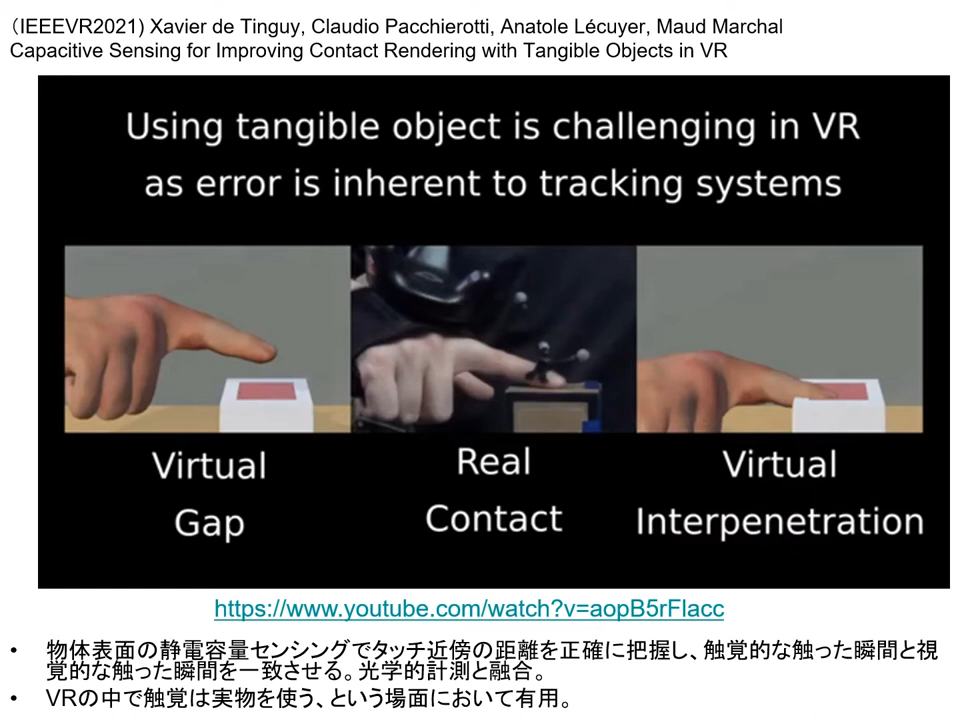 （IEEEVR2021) Xavier de Tinguy, Claudio Pacchierotti, Anatole Lécuyer, Maud Marchal
Capacitive Sensing for Improving Contact Rendering with Tangible Objects in VR
Using tangible object is challenging in VR
as error is inherent to tracking systems
Virtual Gap
Real Contact
Virtual Interpenetration
https://www.youtube.com/watch?v=aopB5rFlacc
• 物体表面の静電容量センシングでタッチ近傍の距離を正確に把握し、触覚的な触った瞬間と視
覚的な触った瞬間を一致させる。光学的計測と融合。
• VRの中で触覚は実物を使う、という場面において有用。